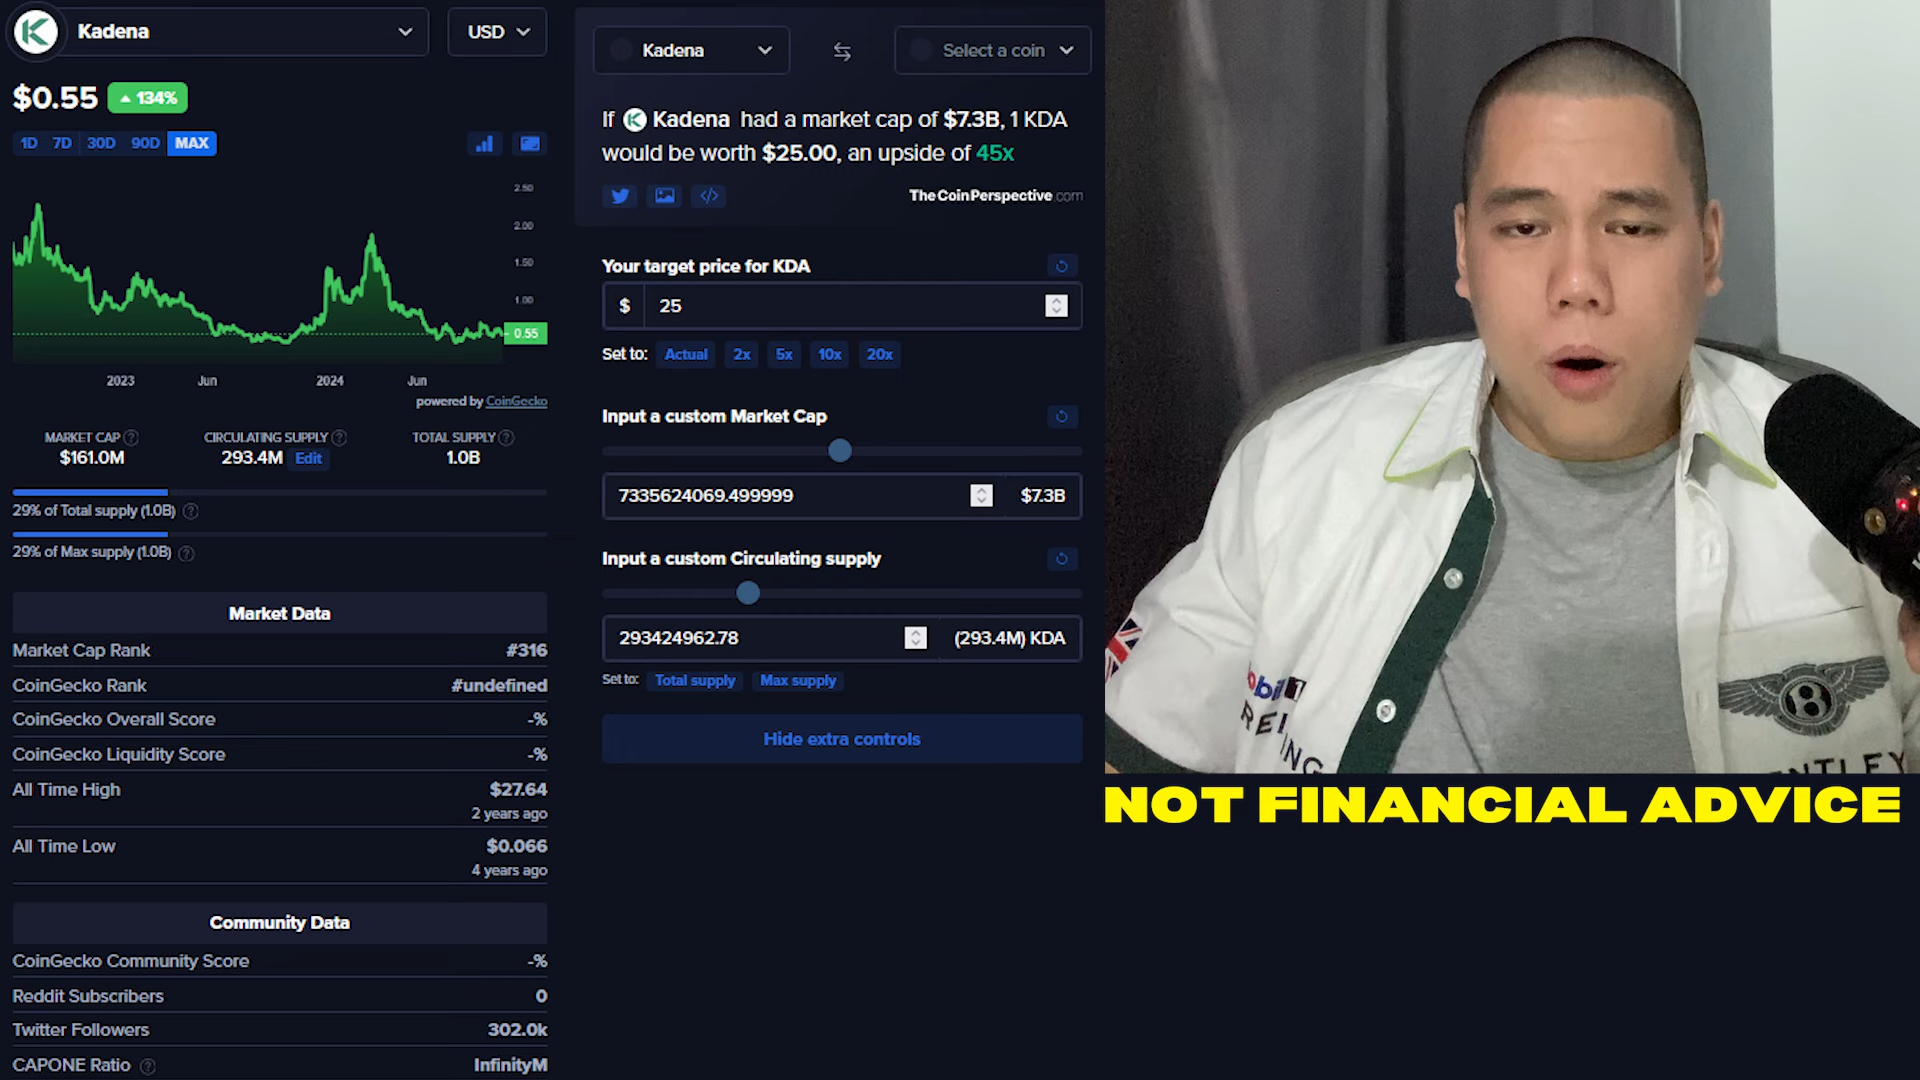 Kadena
USD
$0.55
134%
1D 7D 30D 90D MAX
2.50
2.00
1.50
1.00
0.55
2023 Jun 2024 Jun
powered by CoinGecko
MARKET CAP ?
$161.0M
CIRCULATING SUPPLY ?
293.4M Edit
TOTAL SUPPLY ?
1.0B
29% of Total supply (1.0B) ?
29% of Max supply (1.0B) ?
Market Data
Market Cap Rank #316
CoinGecko Rank #undefined
CoinGecko Overall Score -%
CoinGecko Liquidity Score -%
All Time High $27.64
2 years ago
All Time Low $0.066
4 years ago
Community Data
CoinGecko Community Score -%
Reddit Subscribers 0
Twitter Followers 302.0k
CAPONE Ratio ? InfinityM
Kadena
Select a coin
If Kadena had a market cap of $7.3B, 1 KDA
would be worth $25.00, an upside of 45x
TheCoinPerspective.com
Your target price for KDA
$ 25
Set to: Actual 2x 5x 10x 20x
Input a custom Market Cap
7335624069.499999 $7.3B
Input a custom Circulating supply
293424962.78 (293.4M) KDA
Set to: Total supply Max supply
Hide extra controls
B
NOT FINANCIAL ADVICE